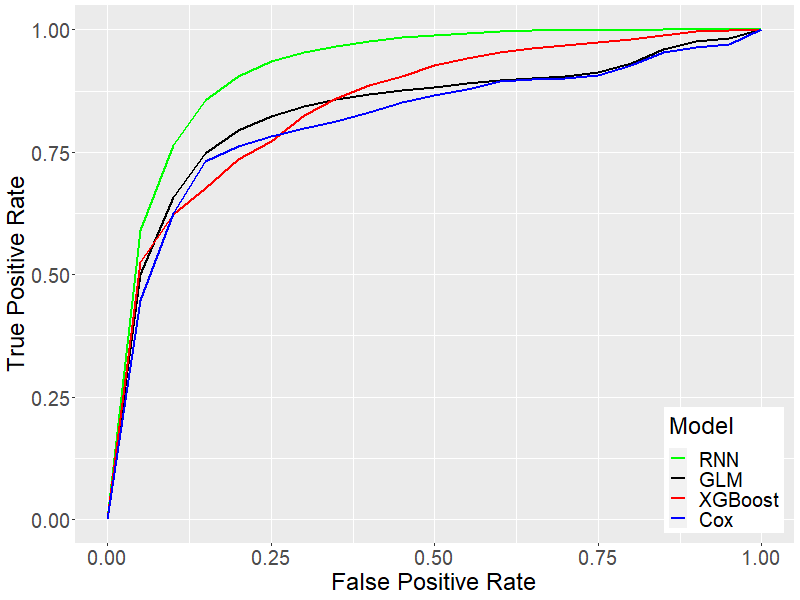 1.00
0.75
0.50
0.25
0.00
True Positive Rate
0.00 0.25 0.50 0.75 1.00
False Positive Rate
Model
RNN
GLM
XGBoost
Cox